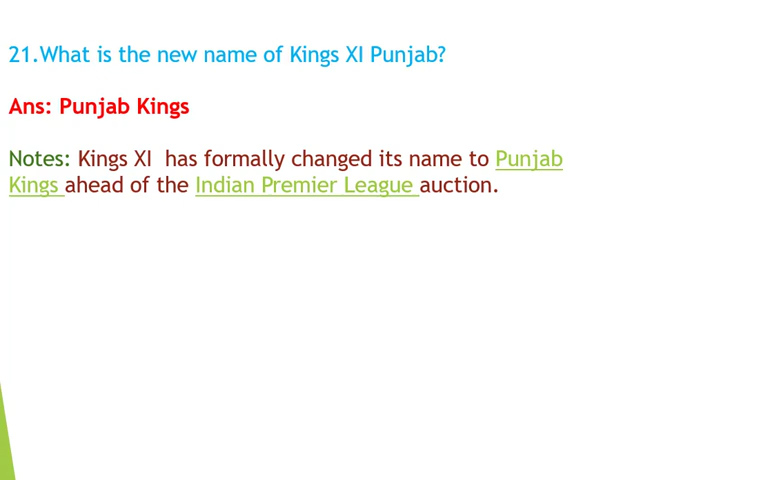 21.What is the new name of Kings XI Punjab?
Ans: Punjab Kings
Notes: Kings XI  has formally changed its name to Punjab
Kings ahead of the Indian Premier League auction.